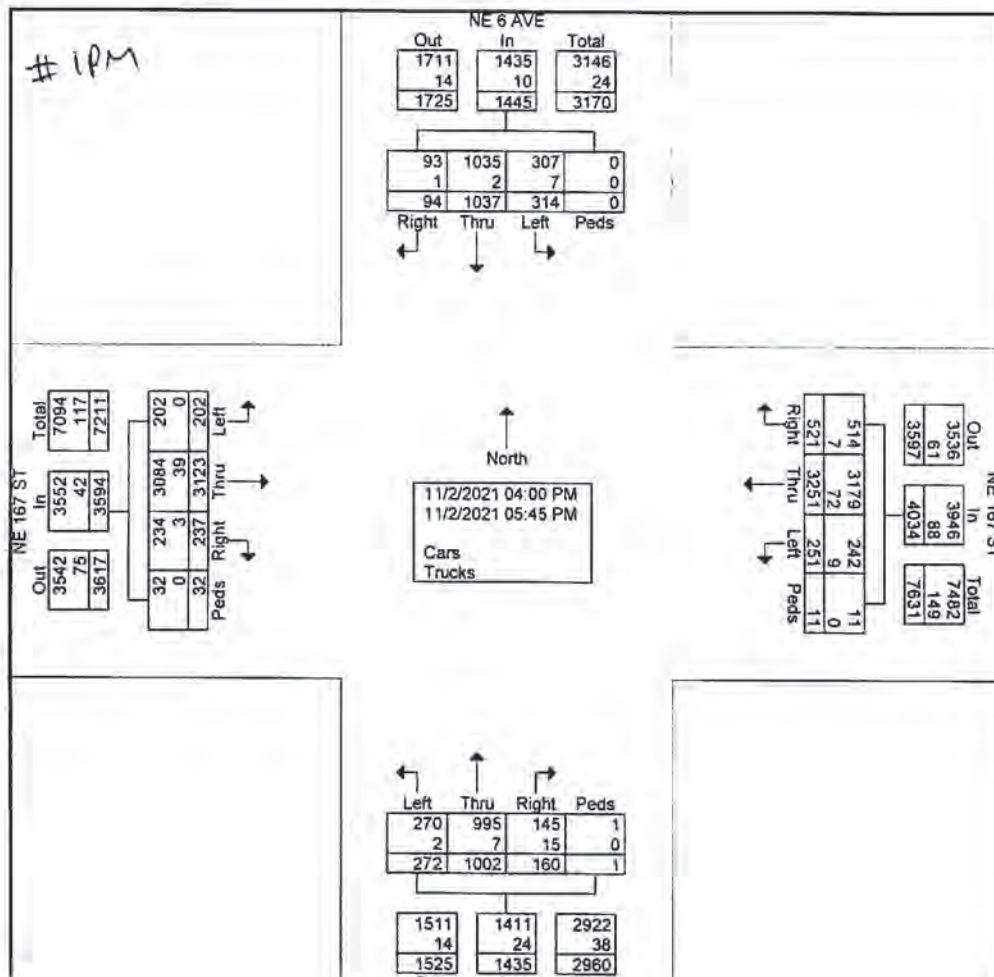 # 1PM
NE 6 AVE
Out In Total
1711 1435 3146
14 10 24
1725 1445 3170
93 1035 307 0
1 2 7 0
94 1037 314 0
Right Thru Left Peds
NE 167 ST
Total In Out
7094 3552 3542
117 42 75
7211 3594 3617
202 3084 234 32
0 39 3 0
202 3123 237 32
Left Thru Right Peds
North
11/2/2021 04:00 PM
11/2/2021 05:45 PM
Cars
Trucks
NE 167 ST
Out In Total
3536 3946 7482
61 88 149
3597 4034 7631
514 3179 242 11
7 72 9 0
521 3251 251 11
Right Thru Left Peds
Left Thru Right Peds
270 995 145 1
2 7 15 0
272 1002 160 1
1511 1411 2922
14 24 38
1525 1435 2960